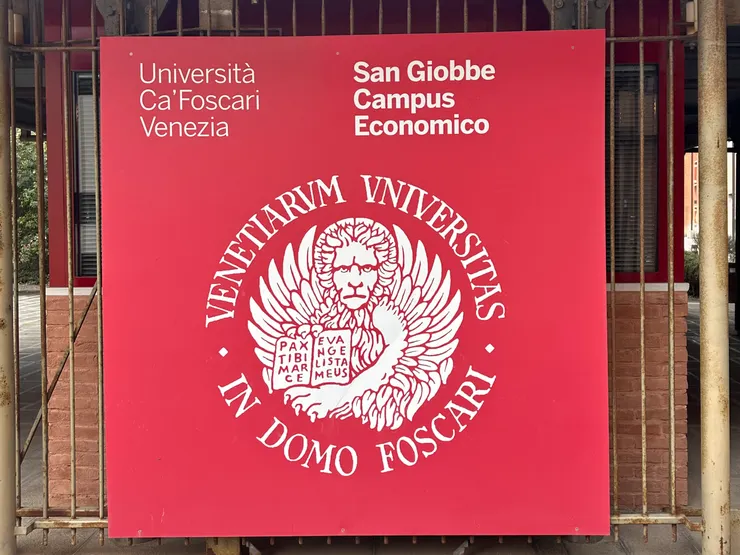 Università
Ca'Foscari
Venezia
San Giobbe
Campus
Economico
VENETIARVM VNIVERSITAS
PAX
TIBI
MAR
CE
EVA
NGE
LISTA
MEUS
· IN DOMO FOSCARI ·